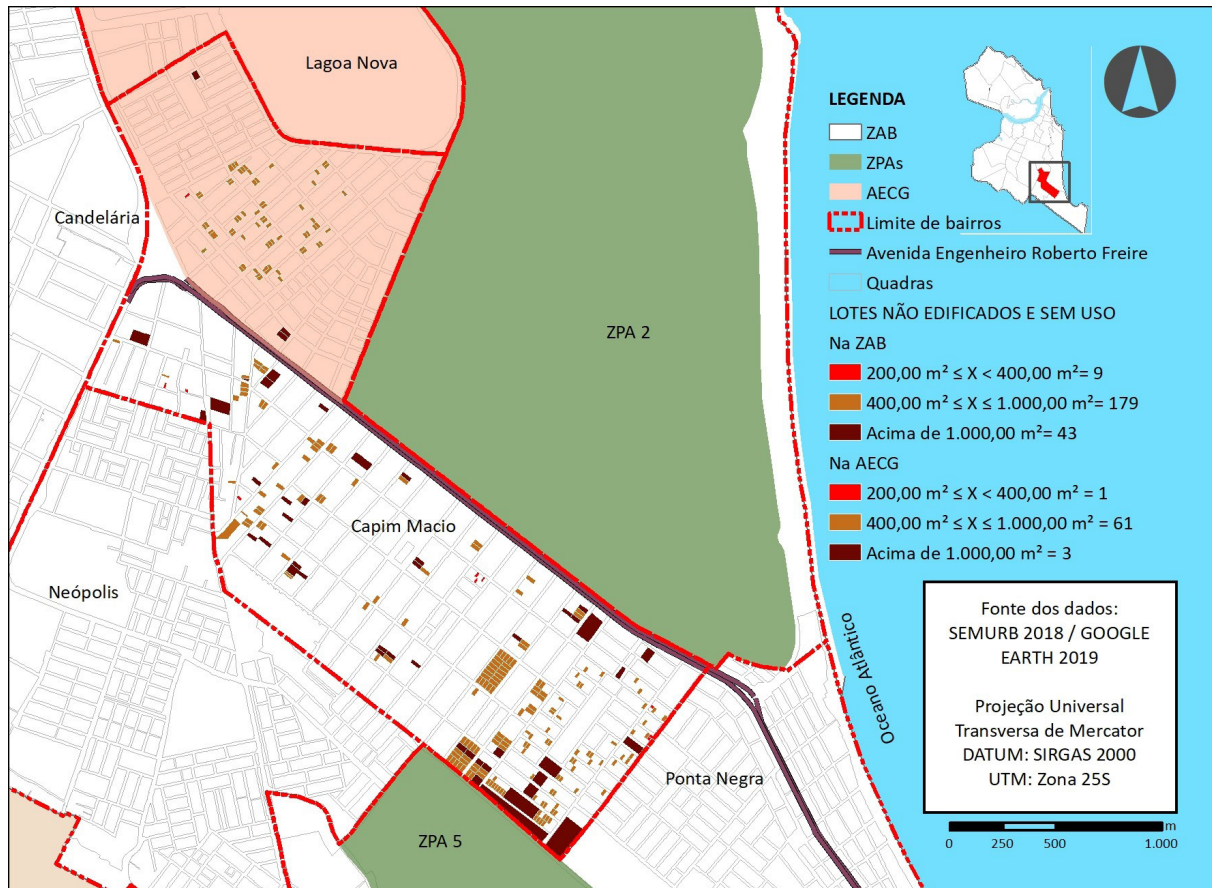 Lagoa Nova
Candelária
ZPA 2
Capim Macio
Neópolis
Ponta Negra
ZPA 5
Oceano Atlântico
LEGENDA
ZAB
ZPAs
AECG
Limite de bairros
Avenida Engenheiro Roberto Freire
Quadras
LOTES NÃO EDIFICADOS E SEM USO
Na ZAB
200,00 m² ≤ X < 400,00 m²= 9
400,00 m² ≤ X ≤ 1.000,00 m²= 179
Acima de 1.000,00 m²= 43
Na AECG
200,00 m² ≤ X < 400,00 m² = 1
400,00 m² ≤ X ≤ 1.000,00 m² = 61
Acima de 1.000,00 m² = 3
Fonte dos dados:
SEMURB 2018 / GOOGLE
EARTH 2019
Projeção Universal
Transversa de Mercator
DATUM: SIRGAS 2000
UTM: Zona 25S
m
0 250 500 1.000